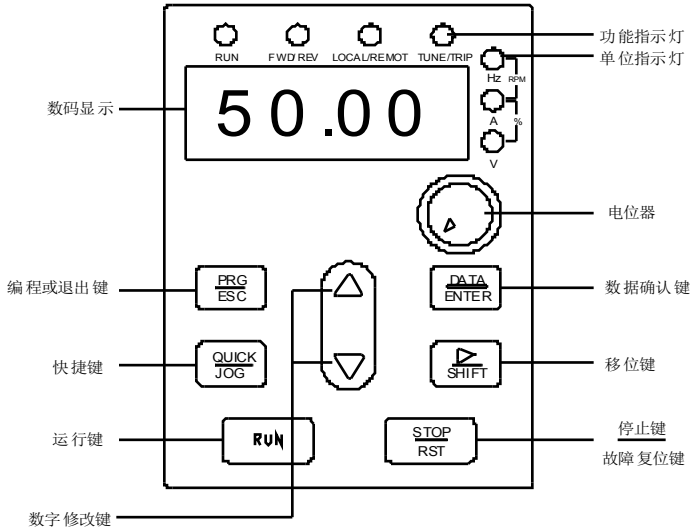 功能指示灯
RUN FWD/REV LOCAL/REMOT TUNE/TRIP
单位指示灯
Hz RPM
数码显示
50.00
A %
V
电位器
编程或退出键
PRG
ESC
DATA
ENTER
数据确认键
快捷键
QUICK
JOG
SHIFT
移位键
运行键
RUN
STOP
RST
停止键
故障复位键
数字修改键